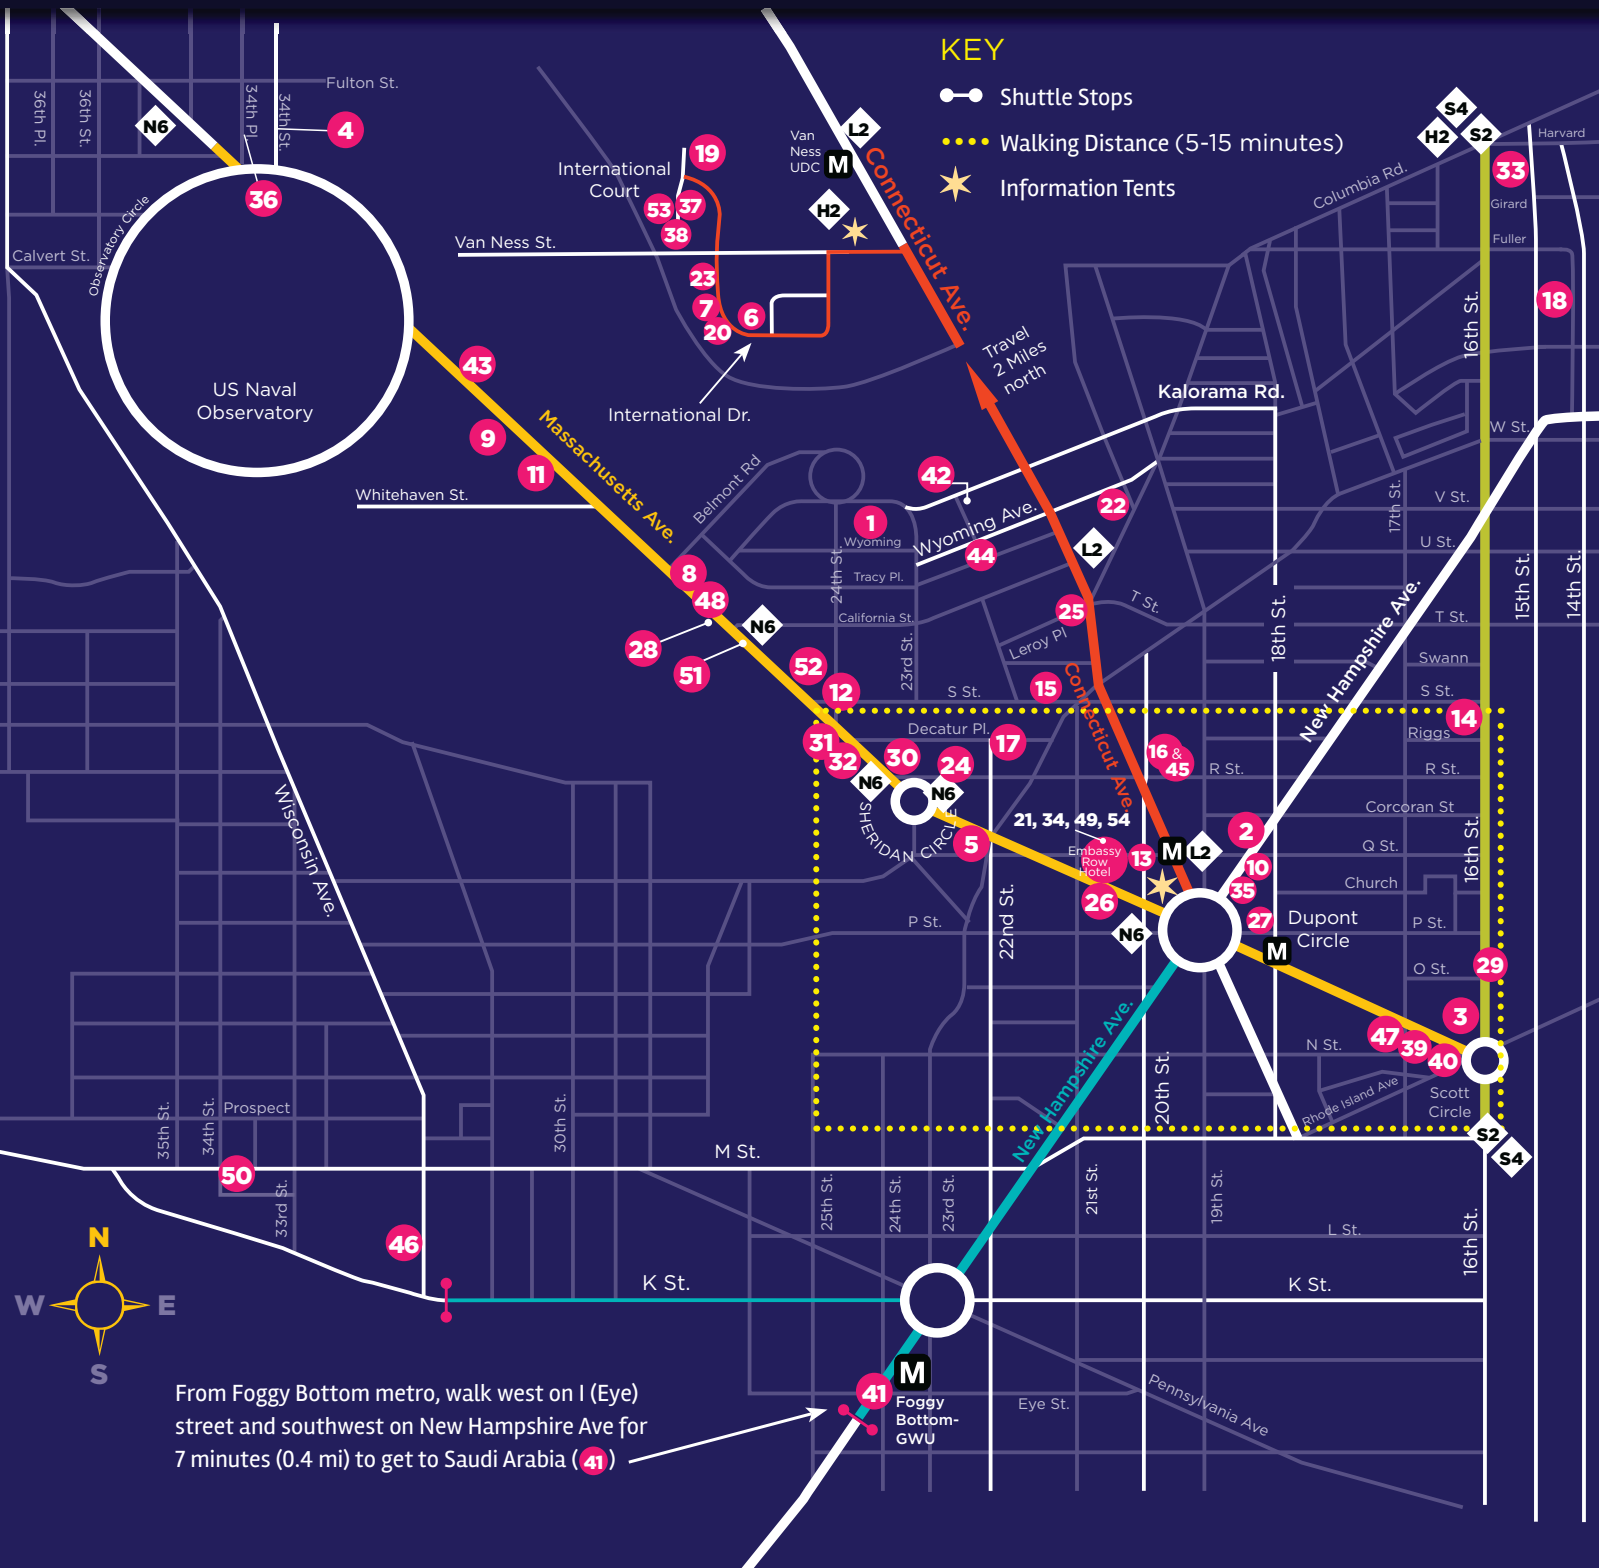 KEY
Shuttle Stops
Walking Distance (5-15 minutes)
Information Tents
36th Pl.
36th St.
34th Pl.
34th St.
Fulton St.
N6
4
36
Observatory Circle
Calvert St.
US Naval
Observatory
International
Court
19
53
37
38
Van Ness St.
23
7
20
6
International Dr.
Van
Ness
UDC
M
L2
H2
Connecticut Ave.
Travel
2 Miles
north
S4
H2
S2
Harvard
33
Girard
Columbia Rd.
Fuller
16th St.
18
Kalorama Rd.
W St.
43
9
11
Massachusetts Ave.
Whitehaven St.
Belmont Rd
42
1
Wyoming
Wyoming Ave.
22
44
L2
17th St.
V St.
U St.
24th St.
Tracy Pl.
California St.
8
48
N6
28
51
25
T St.
Leroy Pl
18th St.
New Hampshire Ave.
T St.
15th St.
14th St.
52
12
23rd St.
S St.
15
Connecticut Ave.
Swann
S St.
14
Riggs
31
32
Decatur Pl.
30
24
17
16
&
45
R St.
R St.
N6
N6
SHERIDAN CIRCLE
5
21, 34, 49, 54
Embassy
Row
Hotel
13
M
L2
2
Corcoran St
Q St.
16th St.
10
35
Church
26
27
Dupont
Circle
M
N6
P St.
P St.
22nd St.
29
O St.
Wisconsin Ave.
3
47
39
40
N St.
Scott
Circle
Rhode Island Ave
New Hampshire Ave.
20th St.
S2
S4
35th St.
34th St.
Prospect
30th St.
M St.
50
33rd St.
46
25th St.
24th St.
23rd St.
21st St.
19th St.
L St.
16th St.
K St.
K St.
N
W
E
S
M
41
Foggy
Bottom-
GWU
Eye St.
Pennsylvania Ave
From Foggy Bottom metro, walk west on I (Eye)
street and southwest on New Hampshire Ave for
7 minutes (0.4 mi) to get to Saudi Arabia (41)